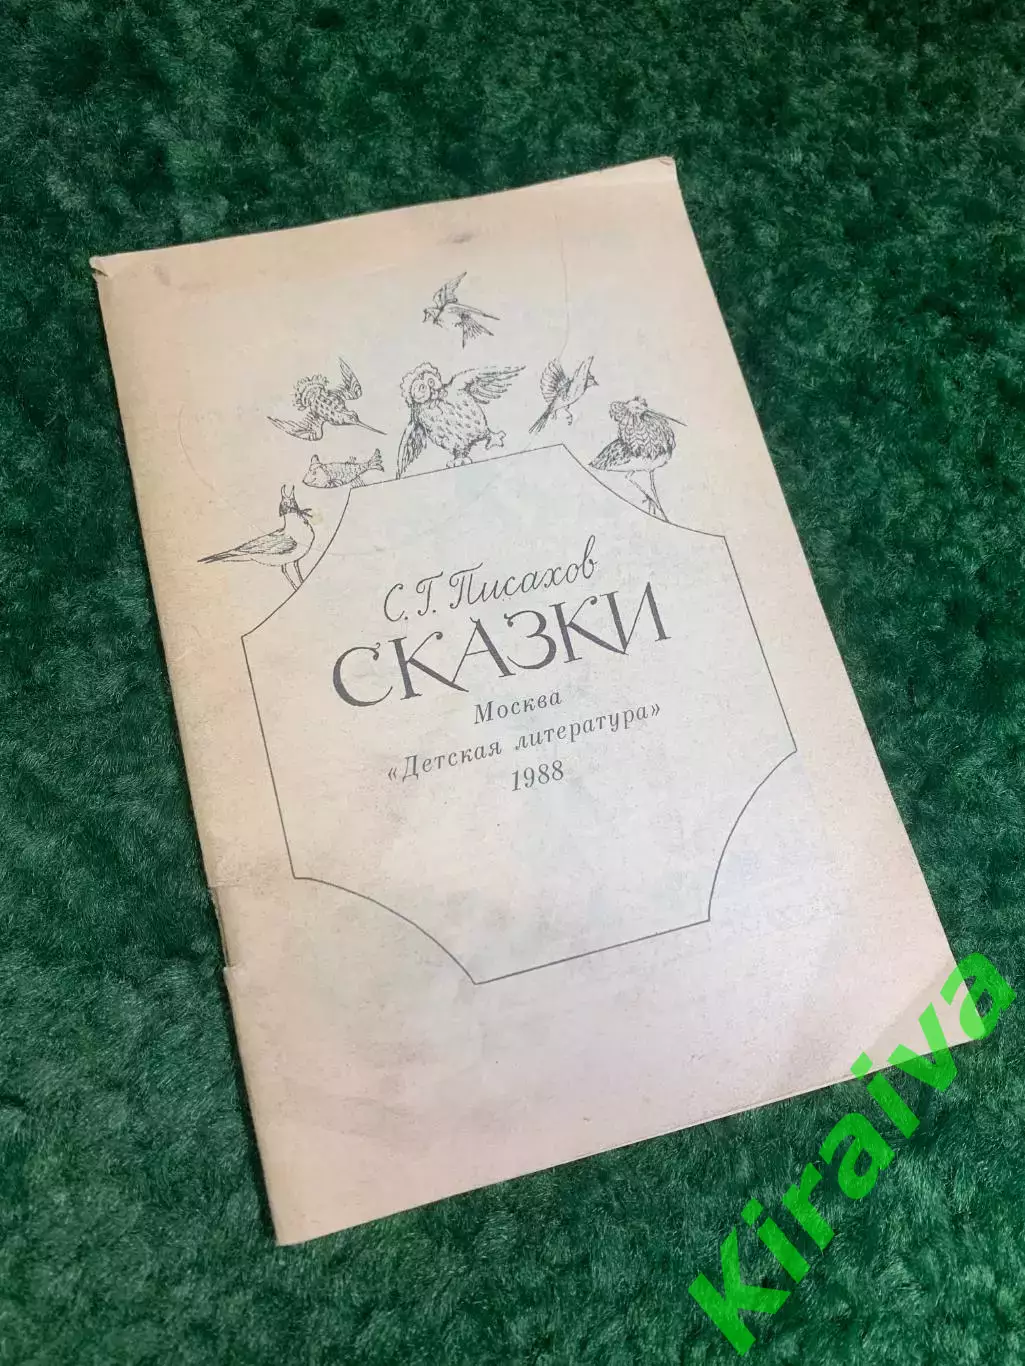 С.Г. Писахов
СКАЗКИ
Москва
«Детская литература»
1988
Kiraiva